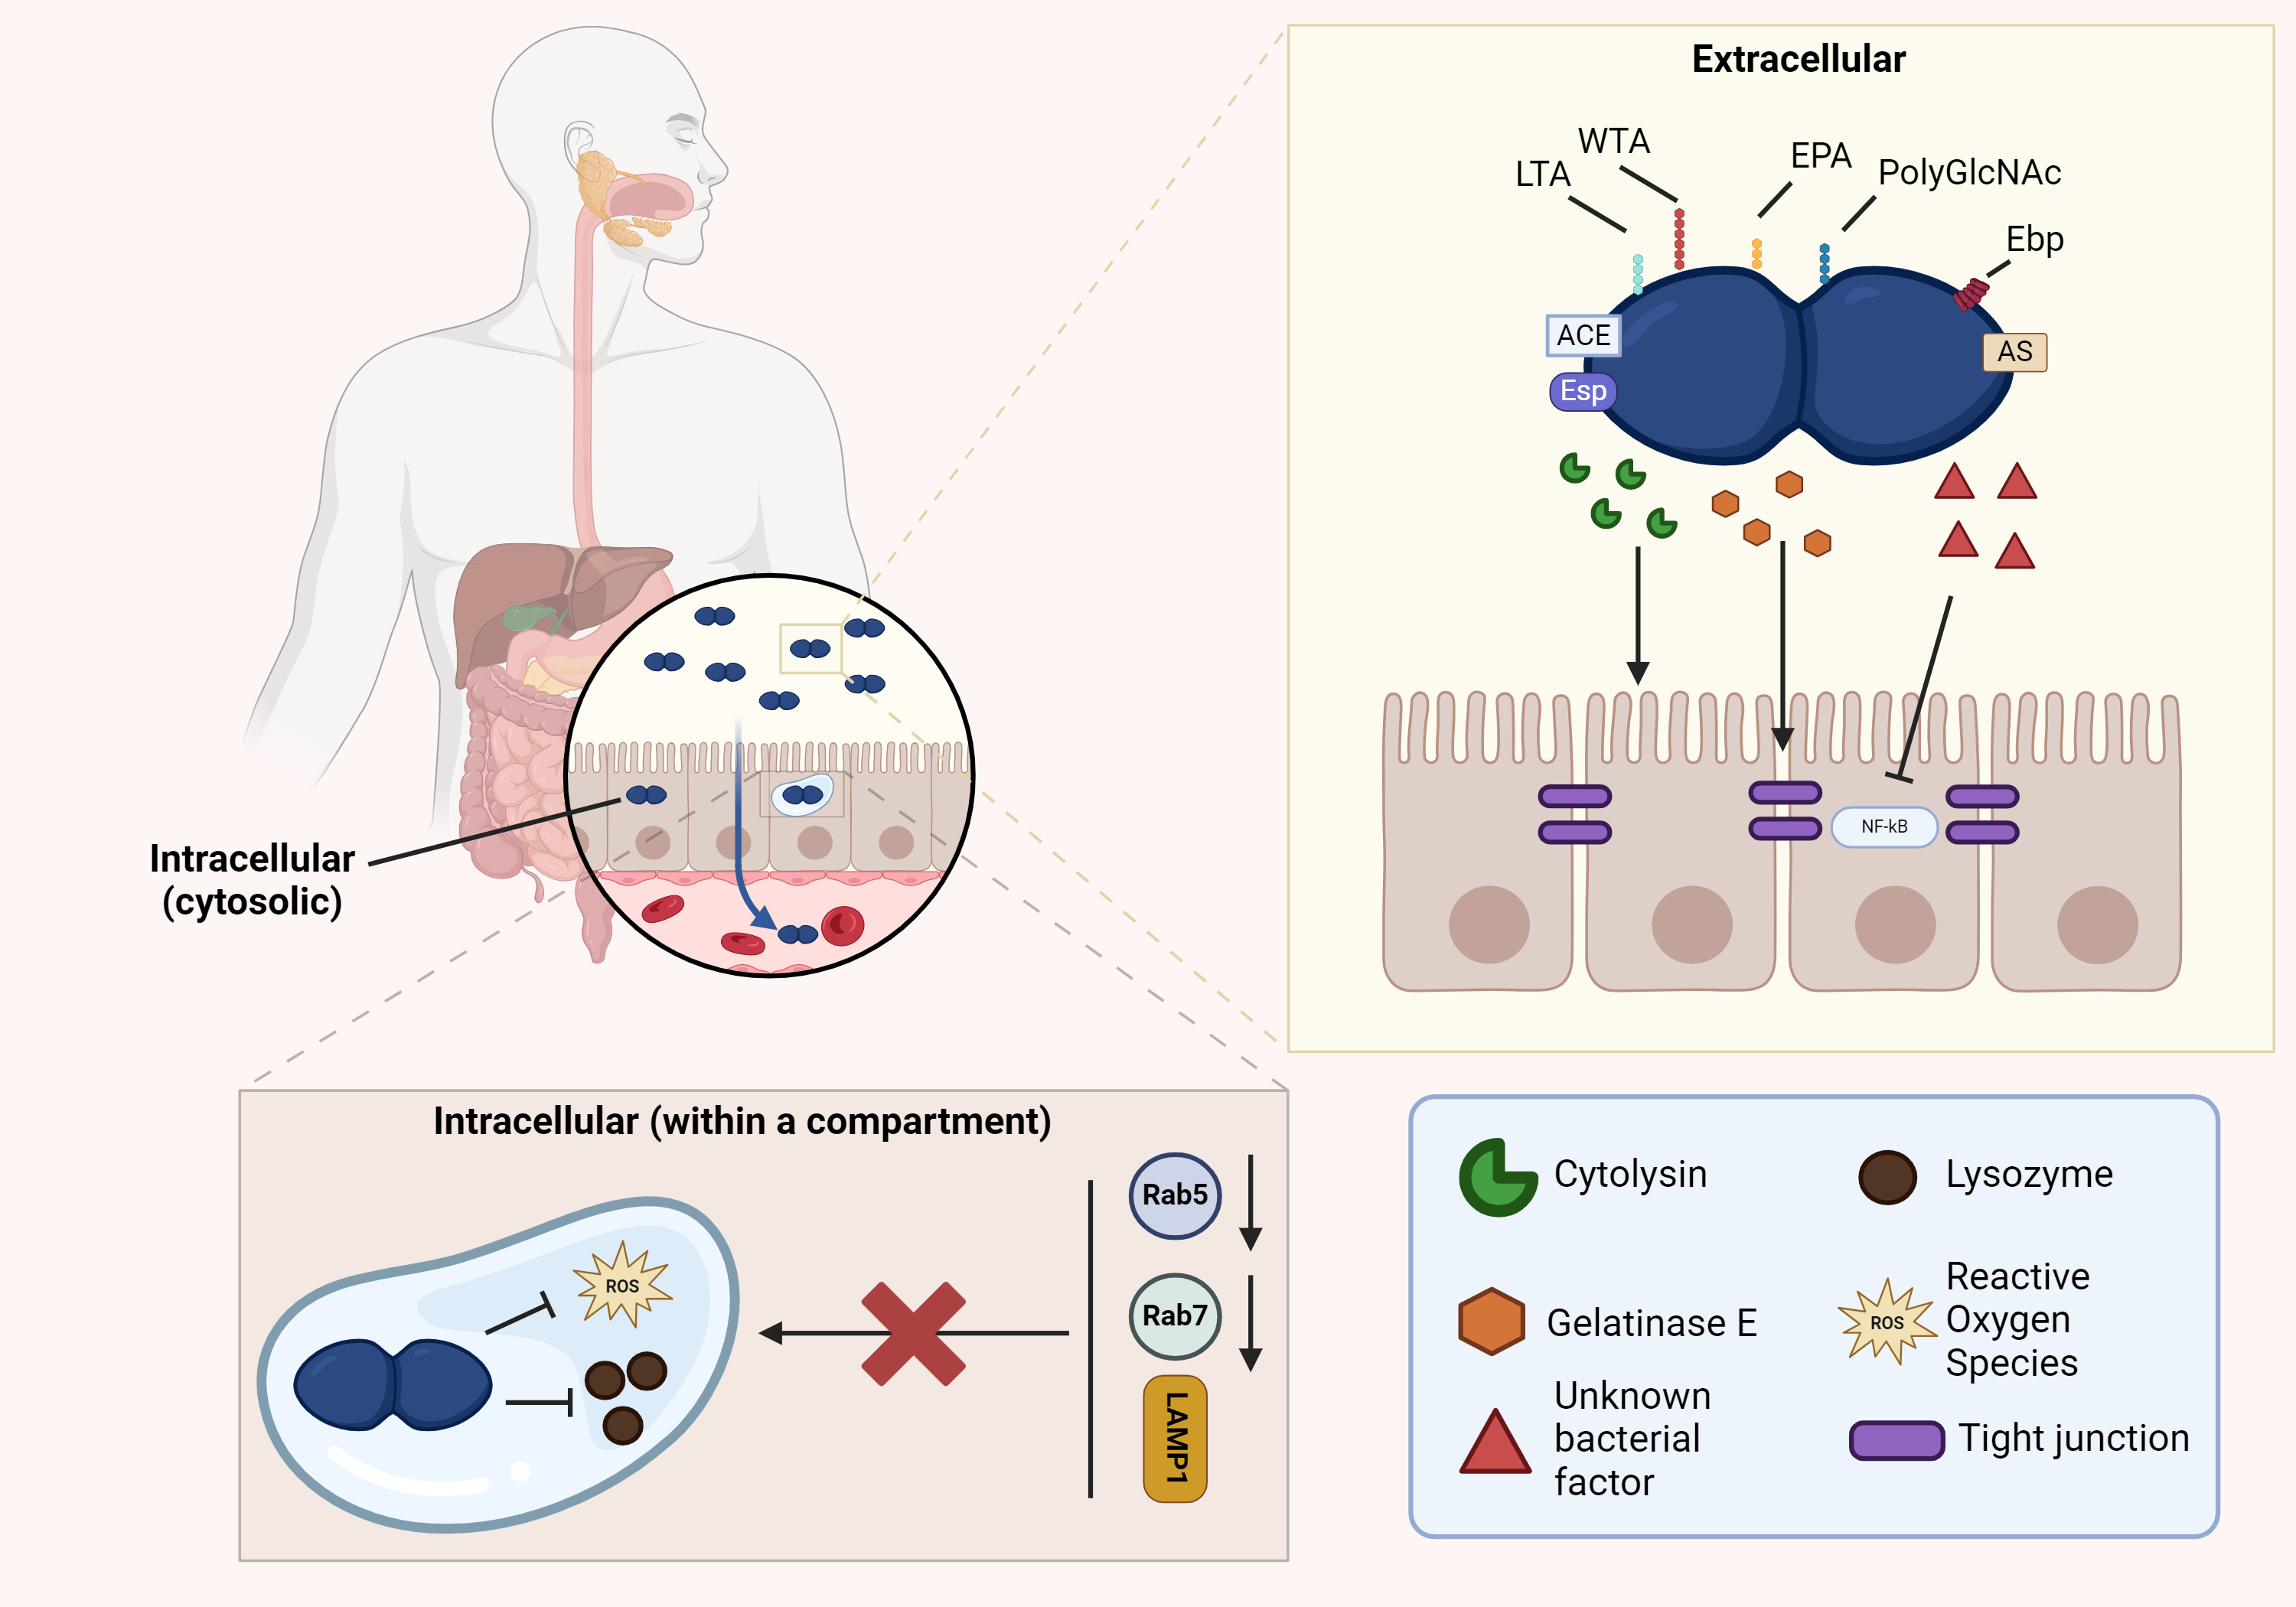 Extracellular
WTA
LTA
EPA
PolyGlcNAc
Ebp
ACE
AS
Esp
NF-kB
Intracellular
(cytosolic)
Intracellular (within a compartment)
Rab5
ROS
Rab7
LAMP1
Cytolysin
Lysozyme
Gelatinase E
ROS
Reactive
Oxygen
Species
Unknown
bacterial
factor
Tight junction